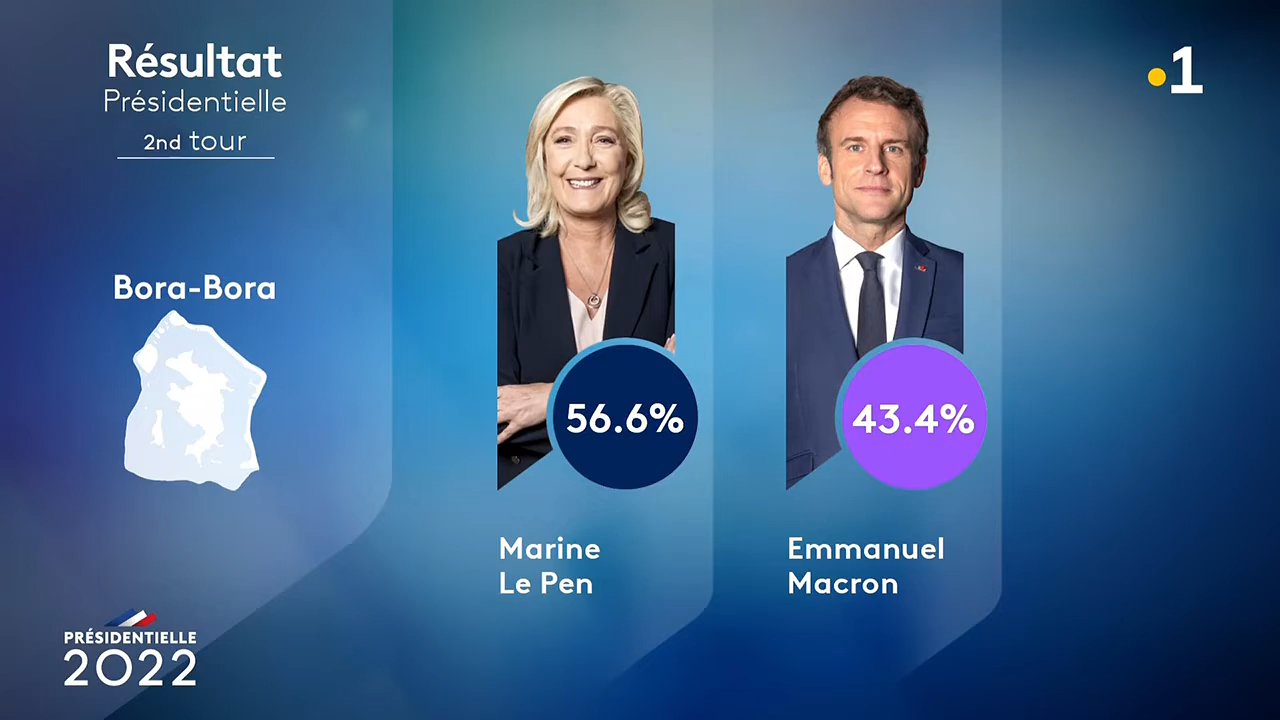 Résultat
Présidentielle
2nd tour
1
Bora-Bora
56.6%
43.4%
Marine
Le Pen
Emmanuel
Macron
PRÉSIDENTIELLE
2022